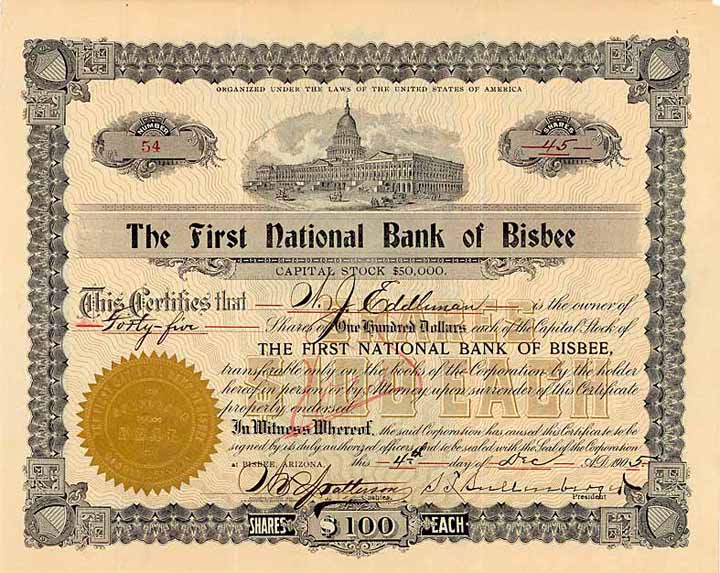 ORGANIZED UNDER THE LAWS OF THE UNITED STATES OF AMERICA
NUMBER
54
SHARES
45
The First National Bank of Bisbee
CAPITAL STOCK $50,000.
This Certifies that W. J. Eddleman is the owner of
Forty-five Shares of One Hundred Dollars each of the Capital Stock of
THE FIRST NATIONAL BANK OF BISBEE,
transferable only on the books of the Corporation by the holder
hereof in person or by Attorney upon surrender of this Certificate
properly endorsed.
In Witness Whereof, the said Corporation has caused this Certificate to be
signed by its duly authorized officers and to be sealed with the Seal of the Corporation
at BISBEE, ARIZONA, this 4th day of Dec A.D. 1905
Patterson
Cashier.
President
SHARES $100 EACH